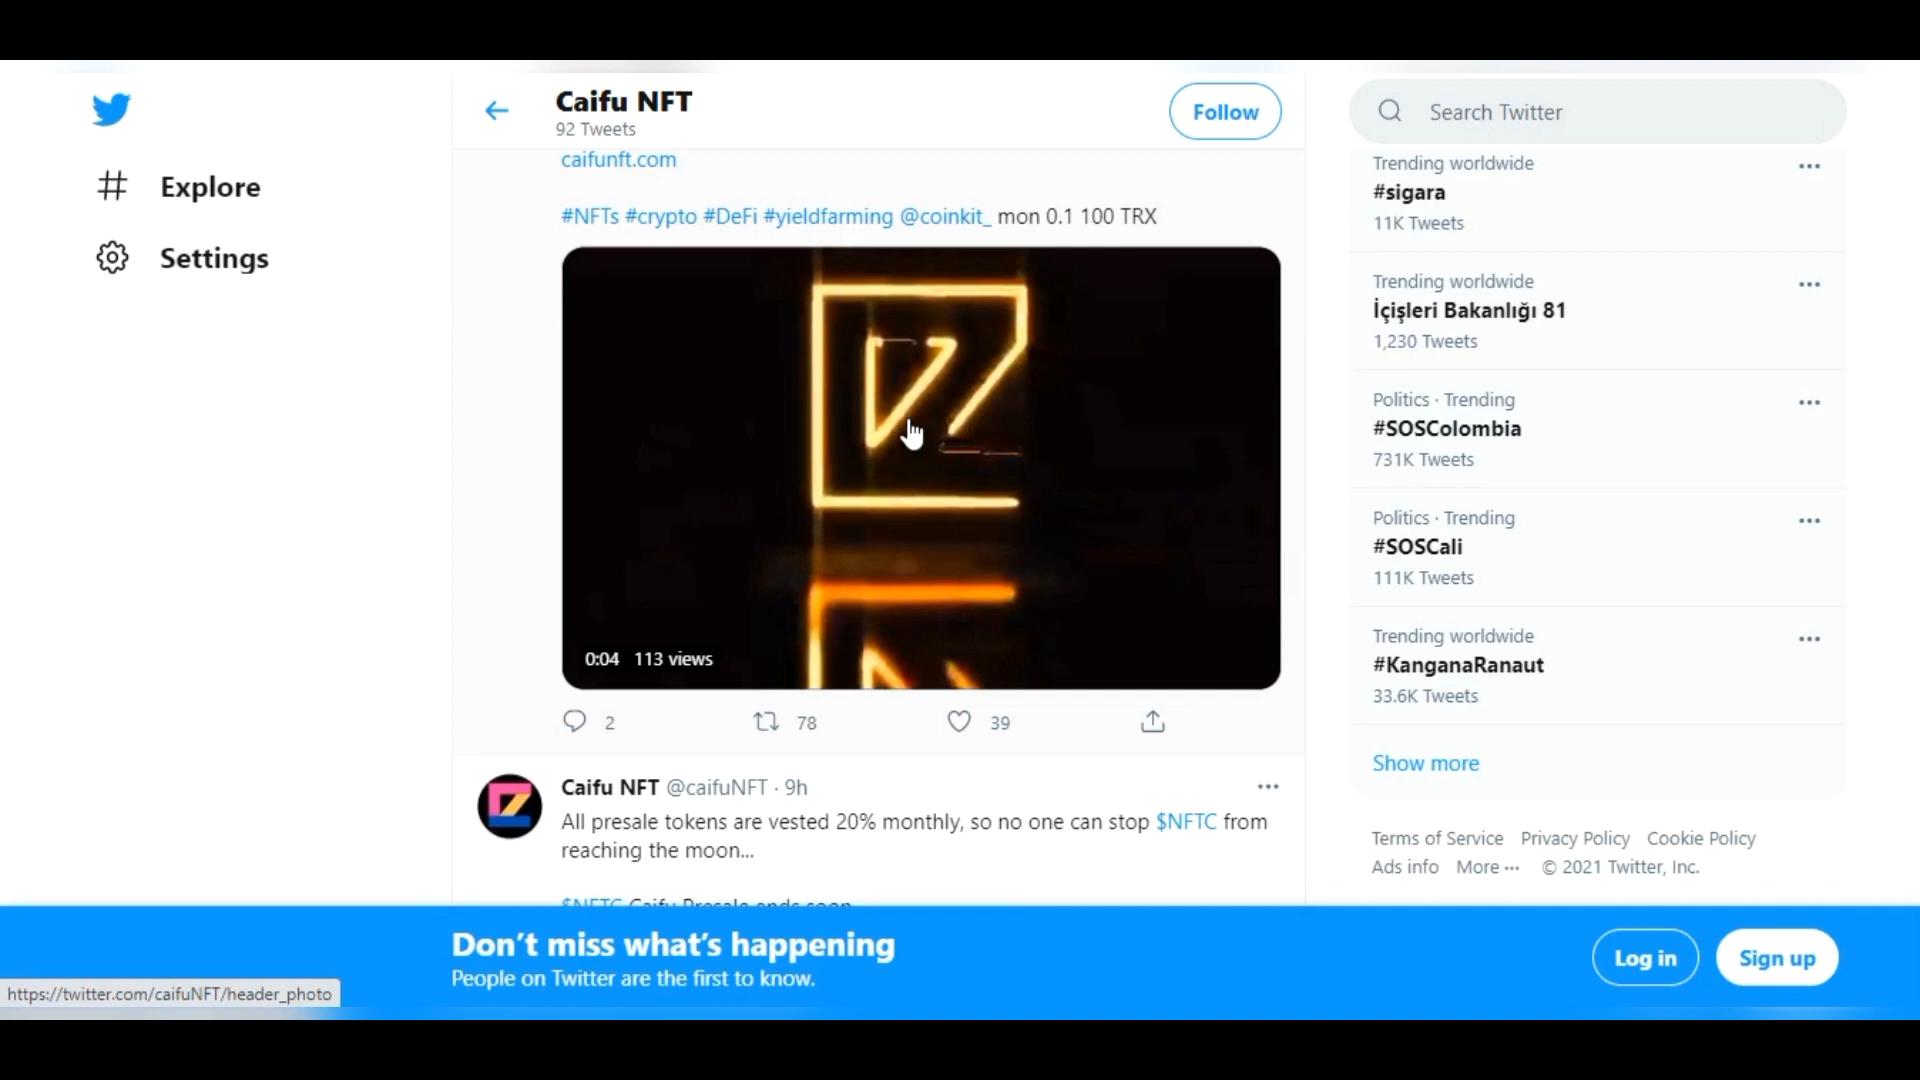 Explore
Settings
Caifu NFT
92 Tweets
Follow
caifunft.com
#NFTs #crypto #DeFi #yieldfarming @coinkit_ mon 0.1 100 TRX
0:04 113 views
2 78 39
Caifu NFT @caifuNFT · 9h
All presale tokens are vested 20% monthly, so no one can stop $NFTC from
reaching the moon...
$NFTC Caifu Presale ends soon
Search Twitter
Trending worldwide
#sigara
11K Tweets
Trending worldwide
İçişleri Bakanlığı 81
1,230 Tweets
Politics · Trending
#SOSColombia
731K Tweets
Politics · Trending
#SOSCali
111K Tweets
Trending worldwide
#KanganaRanaut
33.6K Tweets
Show more
Terms of Service Privacy Policy Cookie Policy
Ads info More ··· © 2021 Twitter, Inc.
Don’t miss what’s happening
People on Twitter are the first to know.
Log in Sign up
https://twitter.com/caifuNFT/header_photo